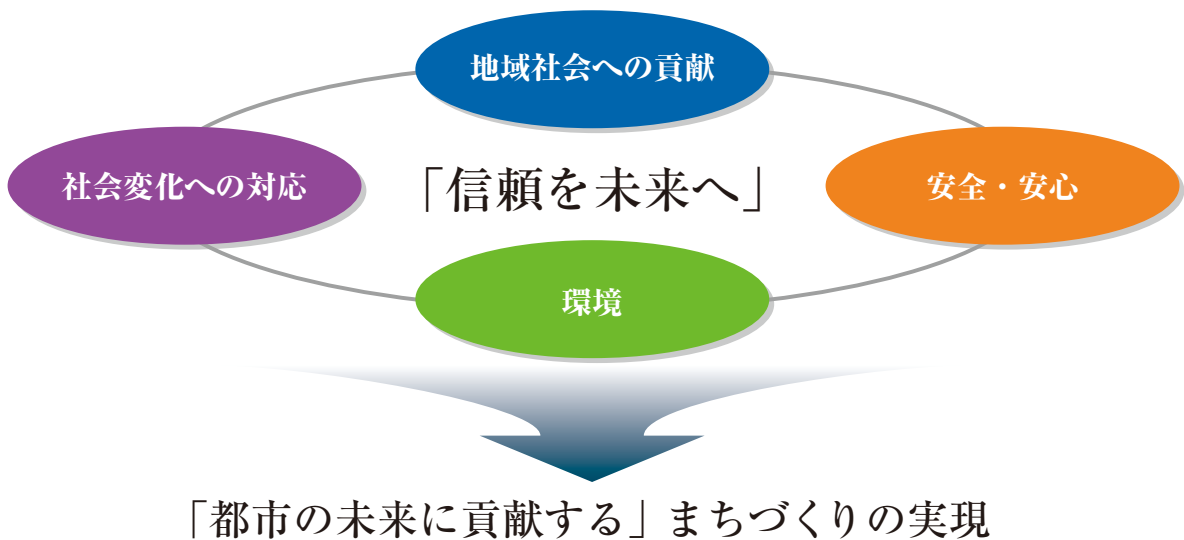 地域社会への貢献
社会変化への対応
「信頼を未来へ」
安全・安心
環境
「都市の未来に貢献する」まちづくりの実現